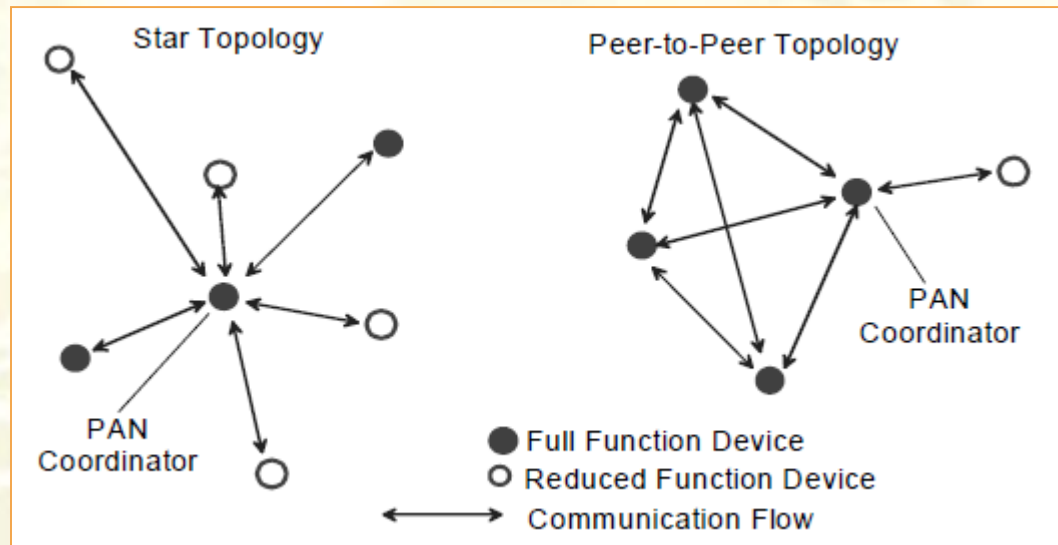 Star Topology
Peer-to-Peer Topology
PAN
Coordinator
PAN
Coordinator
Full Function Device
Reduced Function Device
Communication Flow